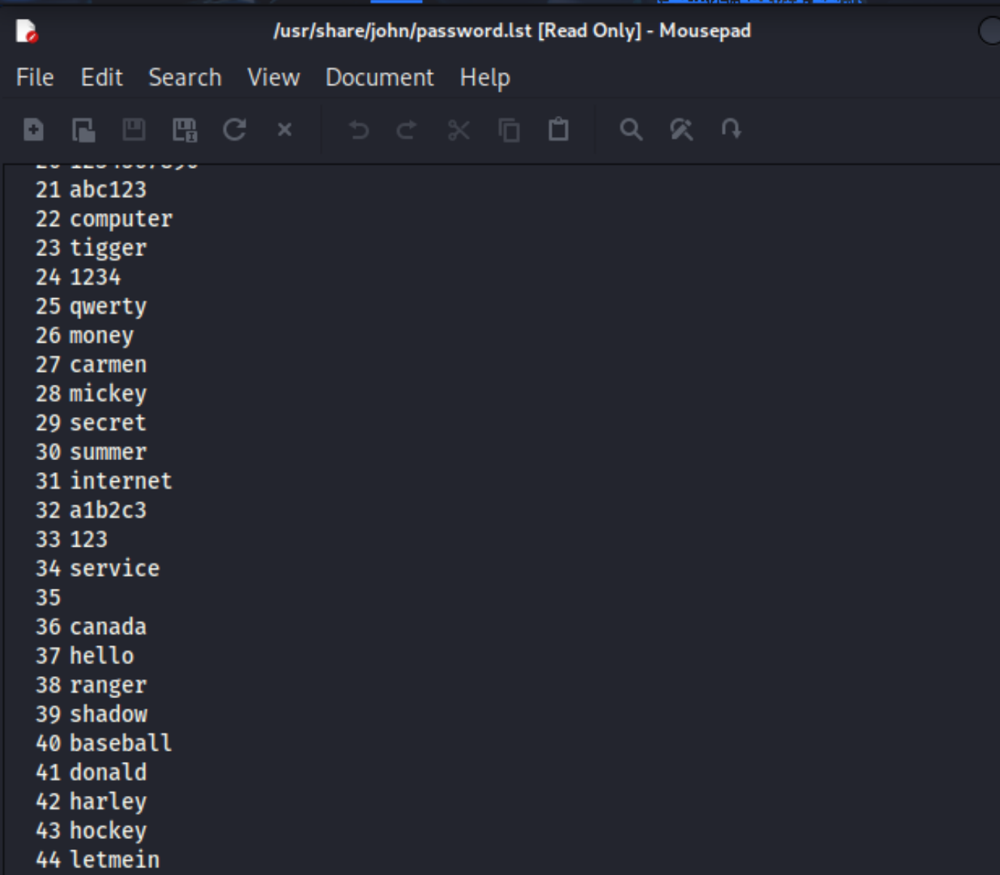 /usr/share/john/password.lst [Read Only] - Mousepad
File Edit Search View Document Help
20 1234567890
21 abc123
22 computer
23 tigger
24 1234
25 qwerty
26 money
27 carmen
28 mickey
29 secret
30 summer
31 internet
32 a1b2c3
33 123
34 service
35
36 canada
37 hello
38 ranger
39 shadow
40 baseball
41 donald
42 harley
43 hockey
44 letmein